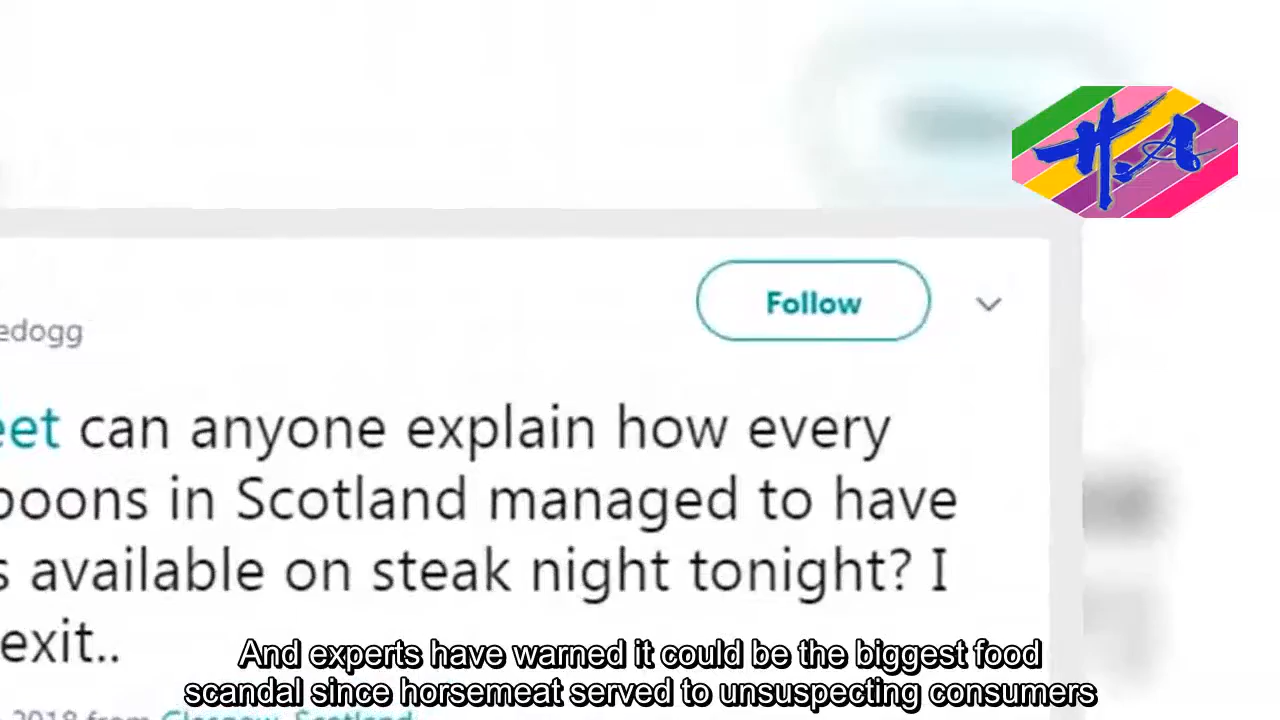 H.A
Follow
edogg
eet can anyone explain how every
poons in Scotland managed to have
s available on steak night tonight? I
exit..
And experts have warned it could be the biggest food
scandal since horsemeat served to unsuspecting consumers
2018 from Glasgow, Scotland